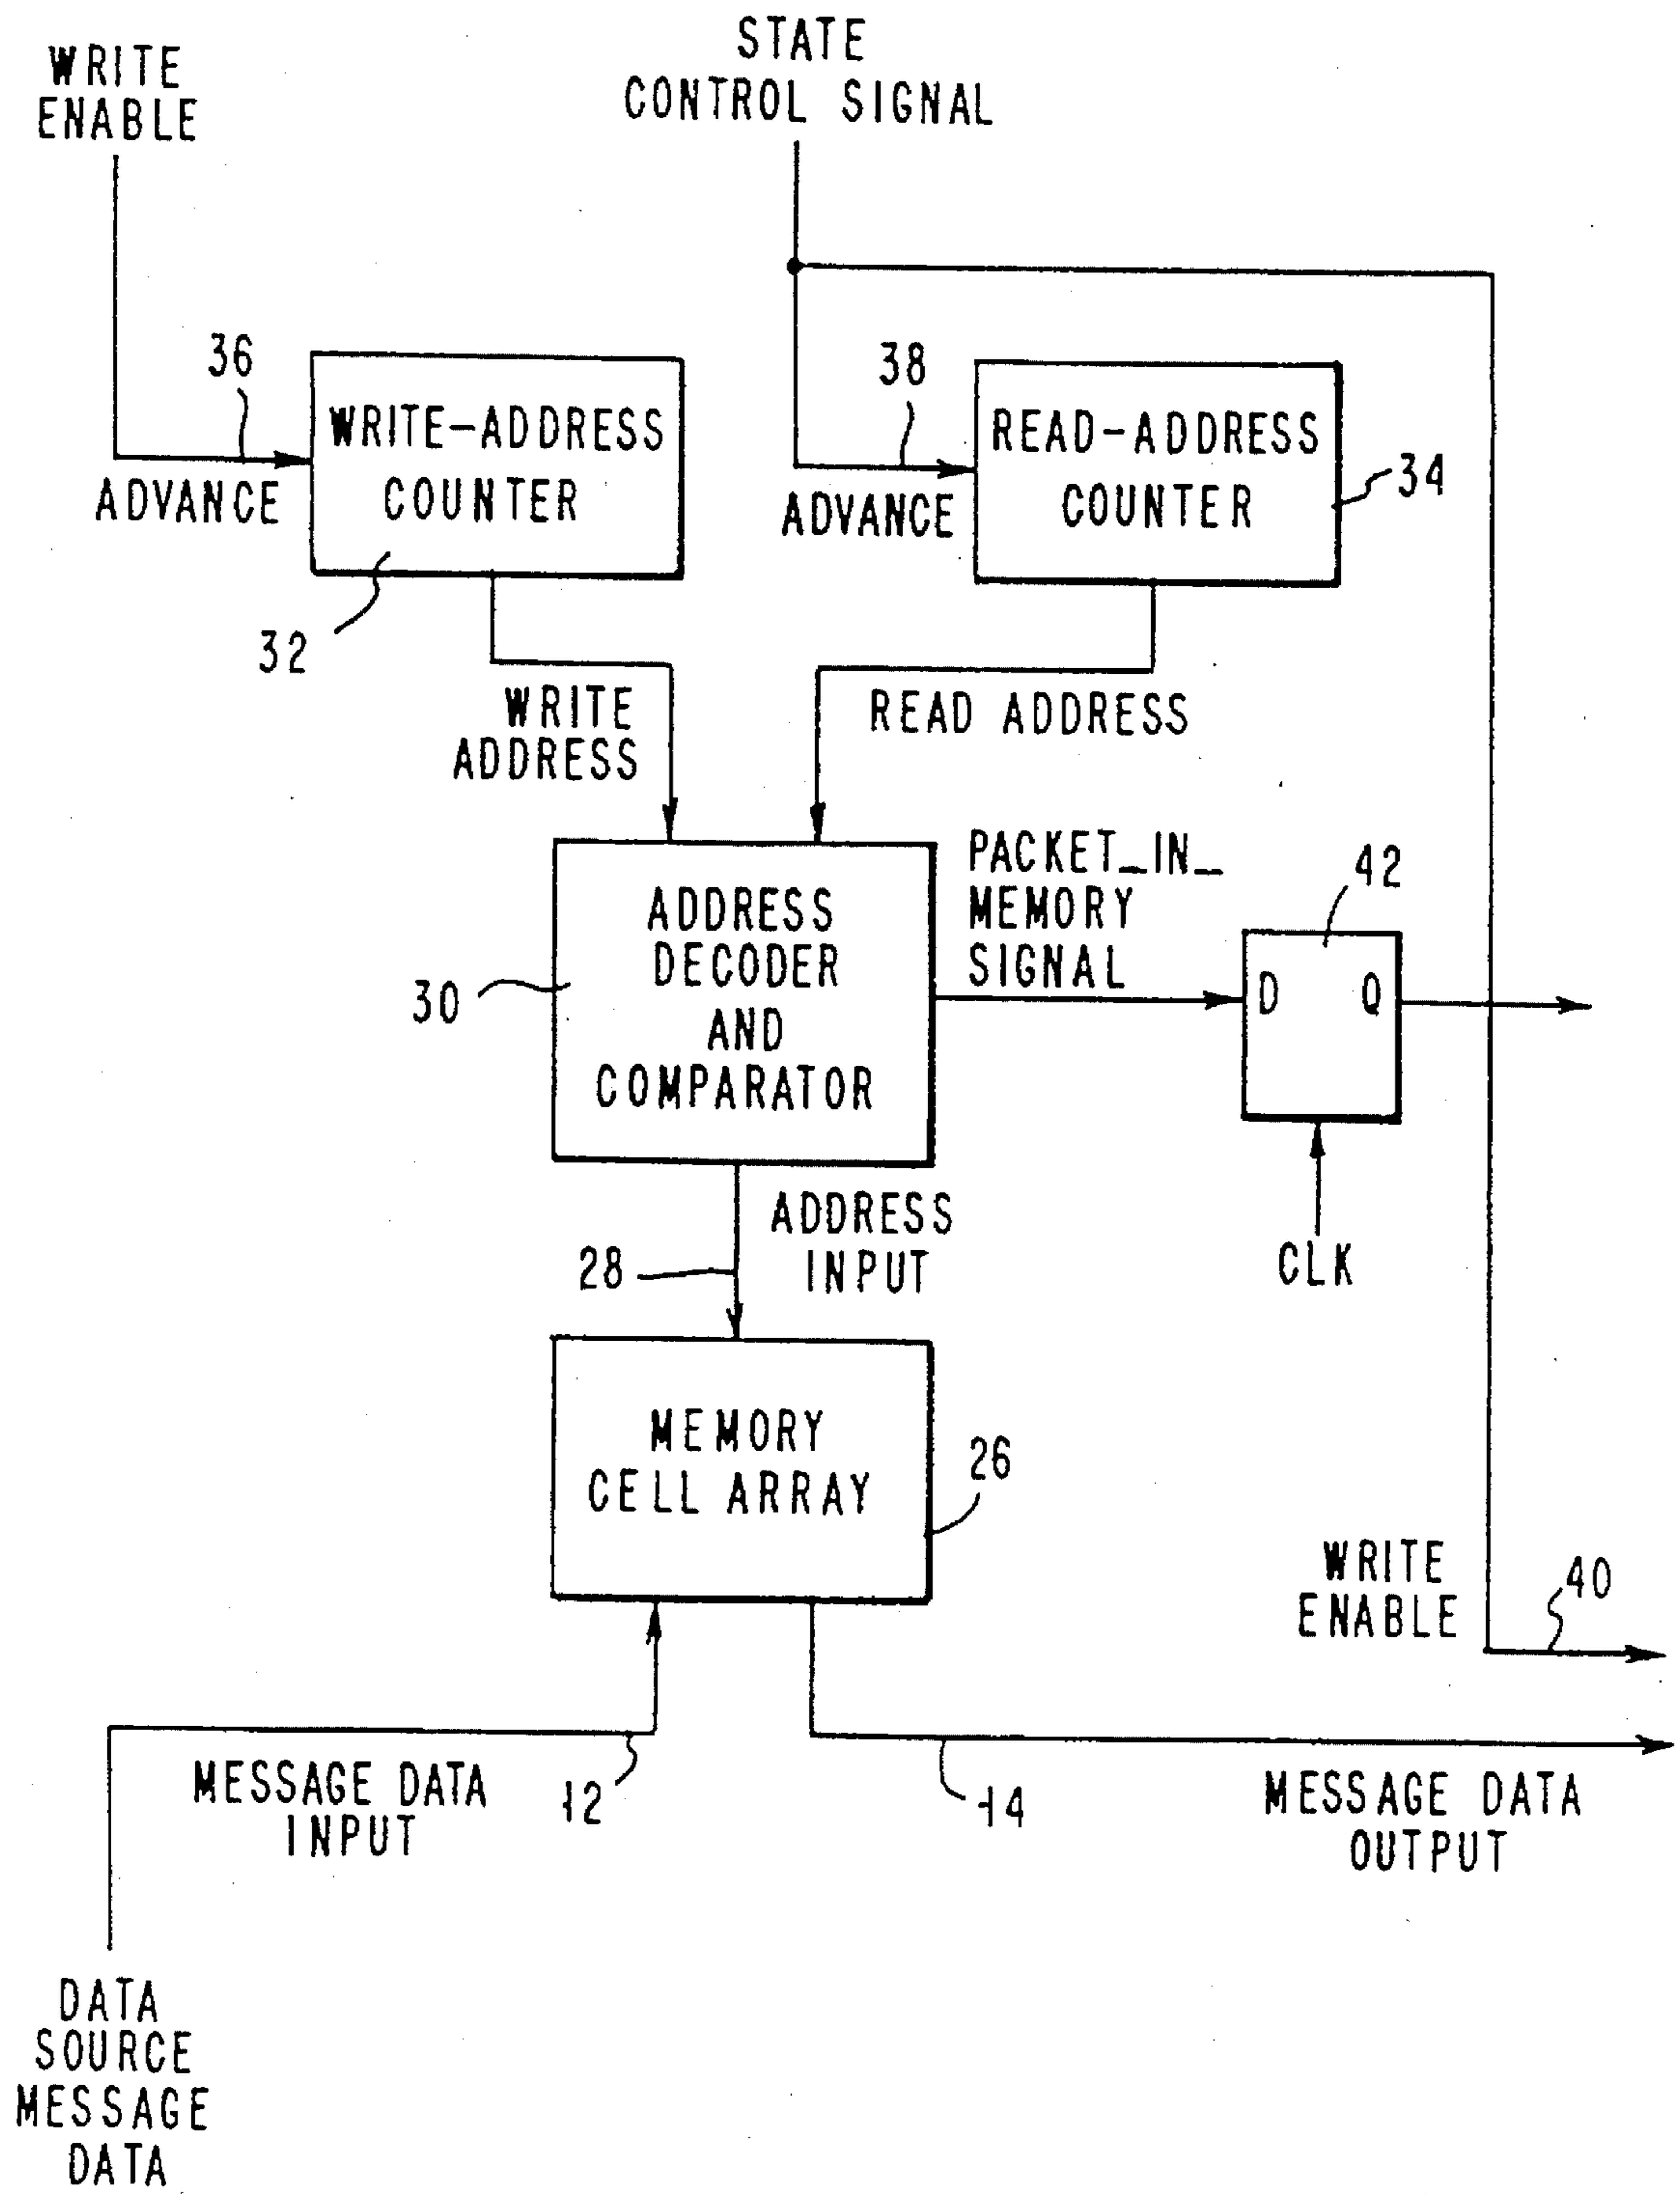 STATE
CONTROL SIGNAL
WRITE
ENABLE
36
WRITE-ADDRESS
COUNTER
ADVANCE
32
38
READ-ADDRESS
COUNTER
ADVANCE
34
WRITE
ADDRESS
READ ADDRESS
PACKET_IN_
MEMORY
SIGNAL
42
ADDRESS
DECODER
AND
COMPARATOR
30
D Q
CLK
ADDRESS
INPUT
28
MEMORY
CELL ARRAY
26
WRITE
ENABLE
40
MESSAGE DATA
INPUT
12
14
MESSAGE DATA
OUTPUT
DATA
SOURCE
MESSAGE
DATA